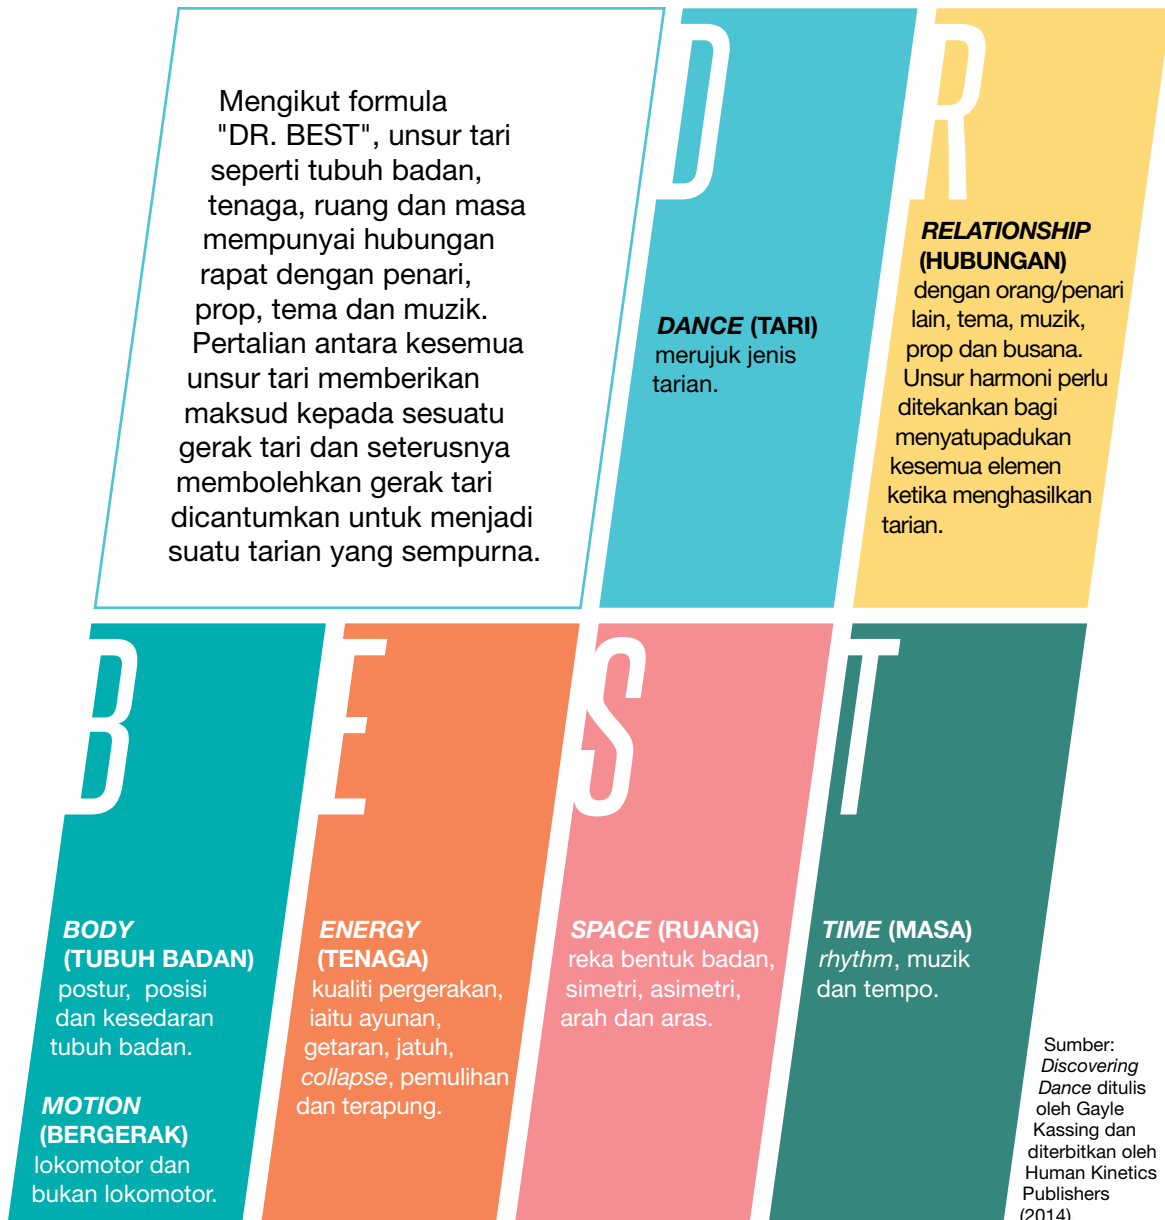 Mengikut formula
"DR. BEST", unsur tari
seperti tubuh badan,
tenaga, ruang dan masa
mempunyai hubungan
rapat dengan penari,
prop, tema dan muzik.
Pertalian antara kesemua
unsur tari memberikan
maksud kepada sesuatu
gerak tari dan seterusnya
membolehkan gerak tari
dicantumkan untuk menjadi
suatu tarian yang sempurna.
D
DANCE (TARI)
merujuk jenis
tarian.
R
RELATIONSHIP
(HUBUNGAN)
dengan orang/penari
lain, tema, muzik,
prop dan busana.
Unsur harmoni perlu
ditekankan bagi
menyatupadukan
kesemua elemen
ketika menghasilkan
tarian.
B
BODY
(TUBUH BADAN)
postur, posisi
dan kesedaran
tubuh badan.
MOTION
(BERGERAK)
lokomotor dan
bukan lokomotor.
E
ENERGY
(TENAGA)
kualiti pergerakan,
iaitu ayunan,
getaran, jatuh,
collapse, pemulihan
dan terapung.
S
SPACE (RUANG)
reka bentuk badan,
simetri, asimetri,
arah dan aras.
T
TIME (MASA)
rhythm, muzik
dan tempo.
Sumber:
Discovering
Dance ditulis
oleh Gayle
Kassing dan
diterbitkan oleh
Human Kinetics
Publishers
(2014)